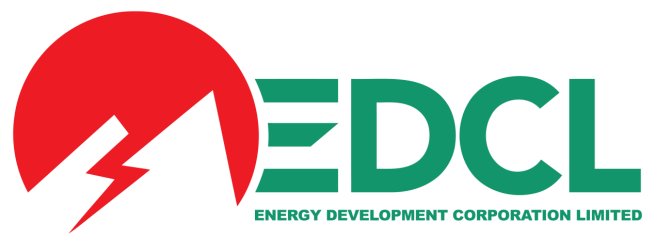 EDCL
ENERGY DEVELOPMENT CORPORATION LIMITED